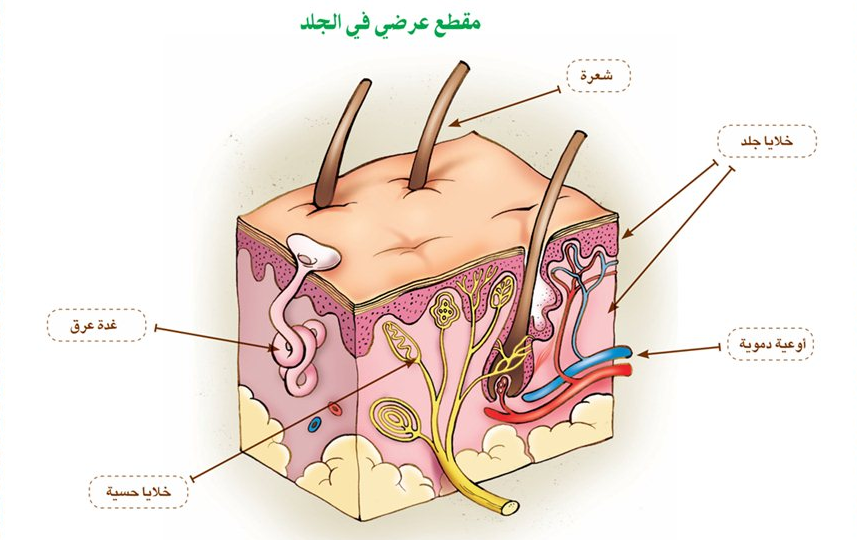 مقطع عرضي في الجلد
شعرة
خلايا جلد
غدة عرق
أوعية دموية
خلايا حسية